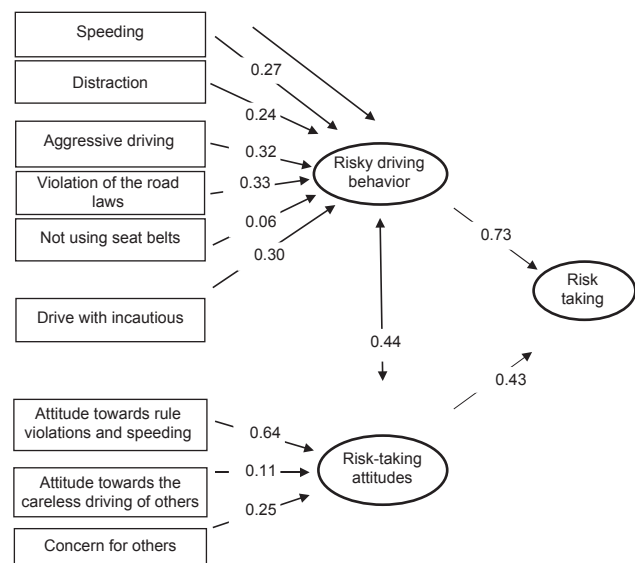 Speeding
0.27
Distraction
0.24
Aggressive driving
0.32
Risky driving
behavior
Violation of the road
laws
0.33
0.06
Not using seat belts
0.30
0.73
Risk
taking
Drive with incautious
0.44
0.43
Attitude towards rule
violations and speeding
0.64
Risk-taking
attitudes
0.11
Attitude towards the
careless driving of others
0.25
Concern for others